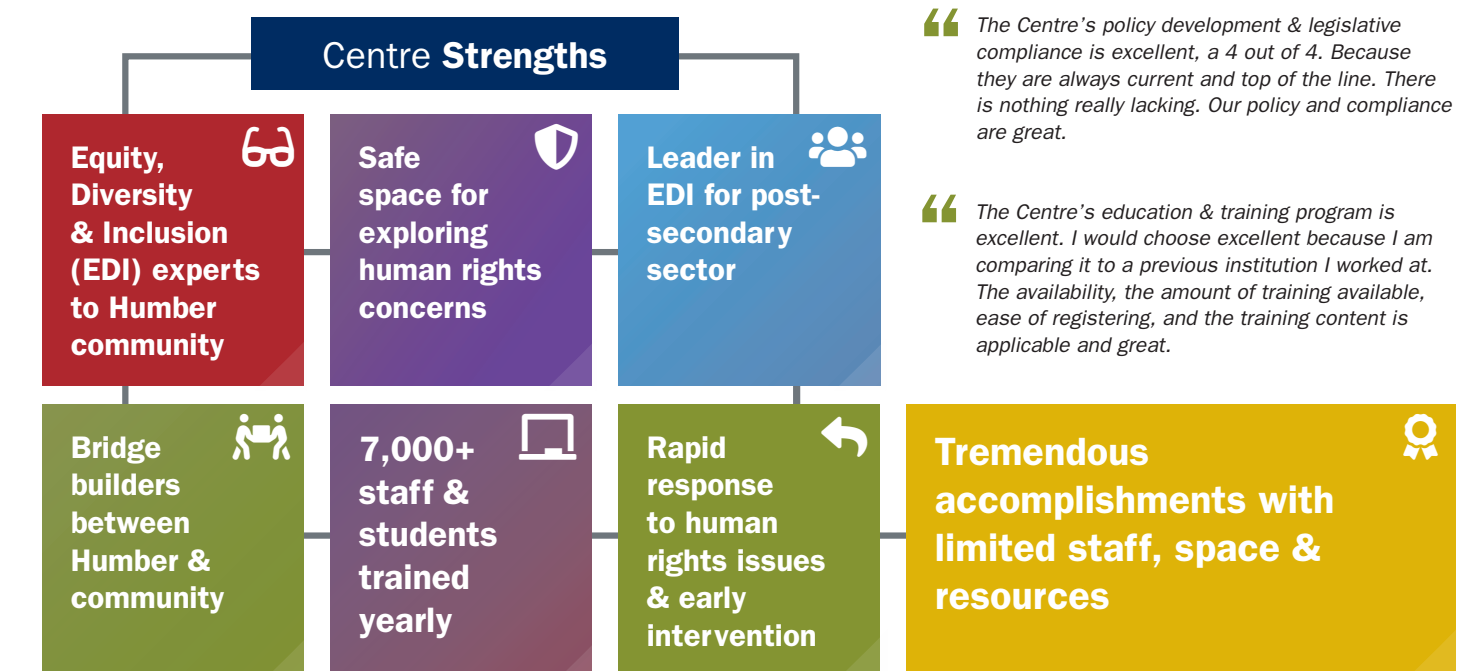 Centre Strengths
Equity,
Diversity
& Inclusion
(EDI) experts
to Humber
community
Safe
space for
exploring
human rights
concerns
Leader in
EDI for post-
secondary
sector
“
The Centre’s policy development & legislative
compliance is excellent, a 4 out of 4. Because
they are always current and top of the line. There
is nothing really lacking. Our policy and compliance
are great.
“
The Centre’s education & training program is
excellent. I would choose excellent because I am
comparing it to a previous institution I worked at.
The availability, the amount of training available,
ease of registering, and the training content is
applicable and great.
Bridge
builders
between
Humber &
community
7,000+
staff &
students
trained
yearly
Rapid
response
to human
rights issues
& early
intervention
Tremendous
accomplishments with
limited staff, space &
resources